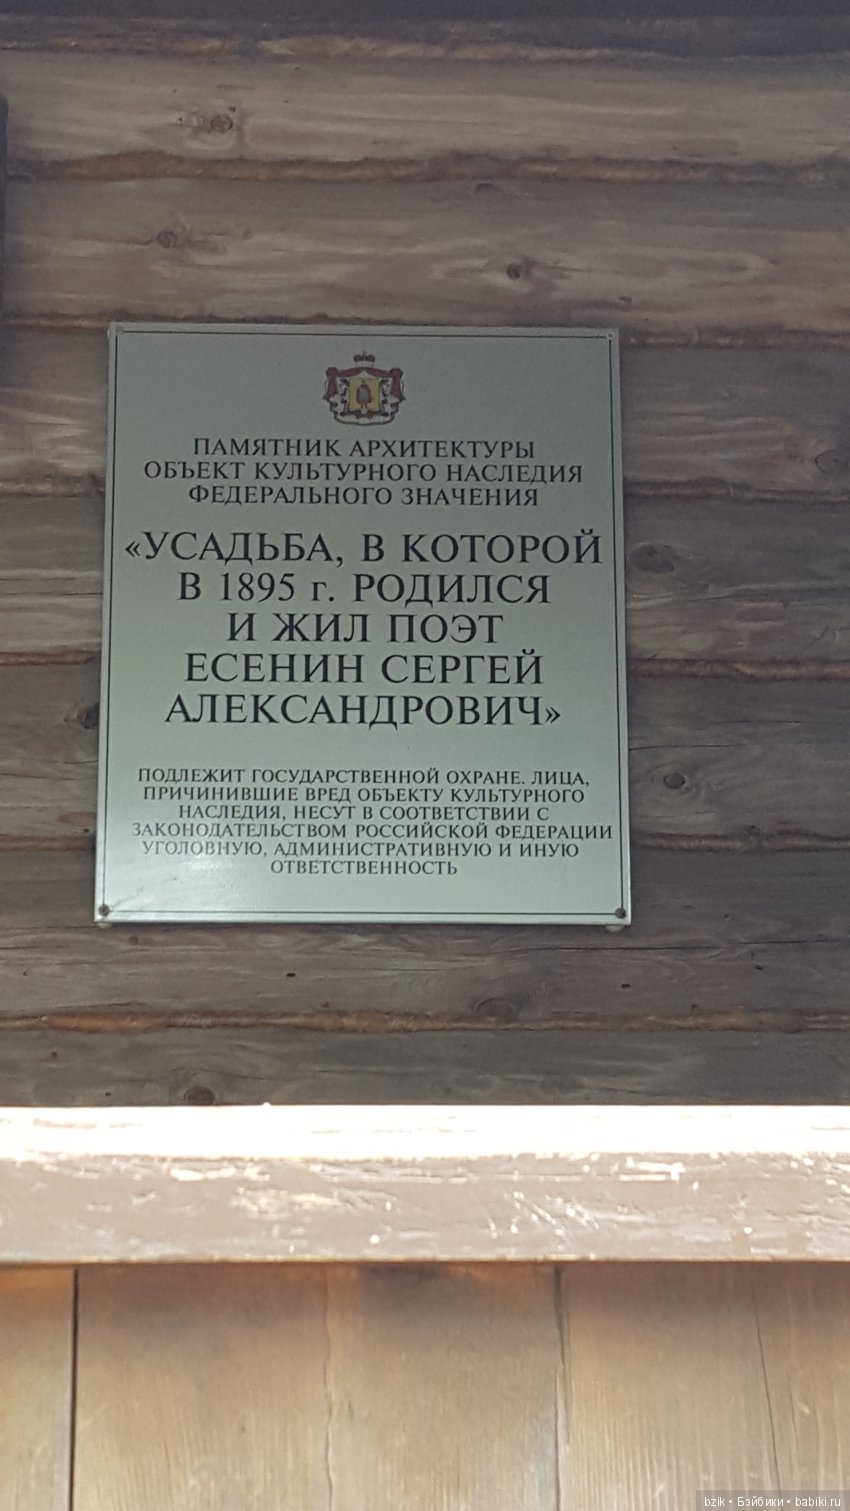 ПАМЯТНИК АРХИТЕКТУРЫ
ОБЪЕКТ КУЛЬТУРНОГО НАСЛЕДИЯ
ФЕДЕРАЛЬНОГО ЗНАЧЕНИЯ
«УСАДЬБА, В КОТОРОЙ
В 1895 г. РОДИЛСЯ
И ЖИЛ ПОЭТ
ЕСЕНИН СЕРГЕЙ
АЛЕКСАНДРОВИЧ»
ПОДЛЕЖИТ ГОСУДАРСТВЕННОЙ ОХРАНЕ. ЛИЦА,
ПРИЧИНИВШИЕ ВРЕД ОБЪЕКТУ КУЛЬТУРНОГО
НАСЛЕДИЯ, НЕСУТ В СООТВЕТСТВИИ С
ЗАКОНОДАТЕЛЬСТВОМ РОССИЙСКОЙ ФЕДЕРАЦИИ
УГОЛОВНУЮ, АДМИНИСТРАТИВНУЮ И ИНУЮ
ОТВЕТСТВЕННОСТЬ
bzik • Бэйбики • babiki.ru